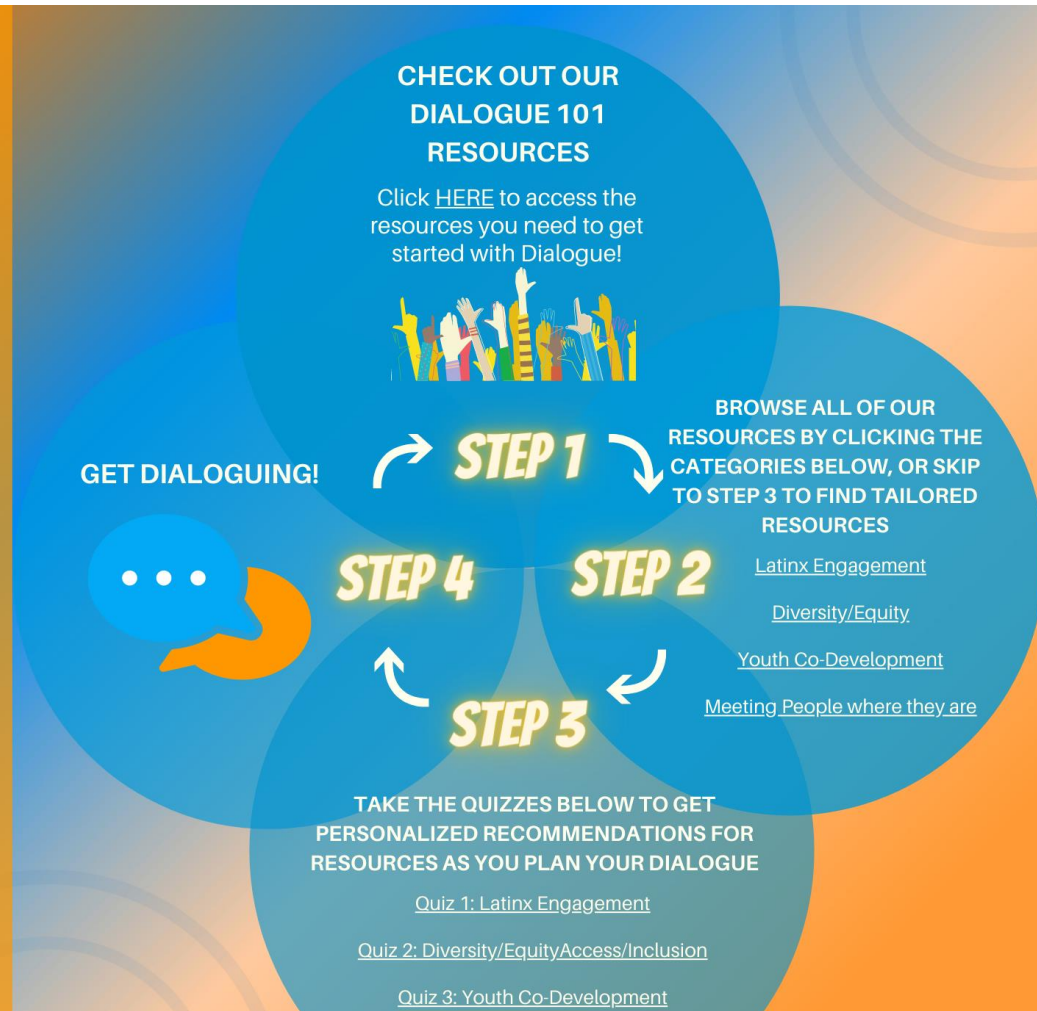 CHECK OUT OUR
DIALOGUE 101
RESOURCES
Click HERE to access the
resources you need to get
started with Dialogue!
STEP 1
BROWSE ALL OF OUR
RESOURCES BY CLICKING THE
CATEGORIES BELOW, OR SKIP
TO STEP 3 TO FIND TAILORED
RESOURCES
STEP 2
Latinx Engagement
Diversity/Equity
Youth Co-Development
Meeting People where they are
STEP 3
TAKE THE QUIZZES BELOW TO GET
PERSONALIZED RECOMMENDATIONS FOR
RESOURCES AS YOU PLAN YOUR DIALOGUE
Quiz 1: Latinx Engagement
Quiz 2: Diversity/EquityAccess/Inclusion
Quiz 3: Youth Co-Development
GET DIALOGUING!
STEP 4